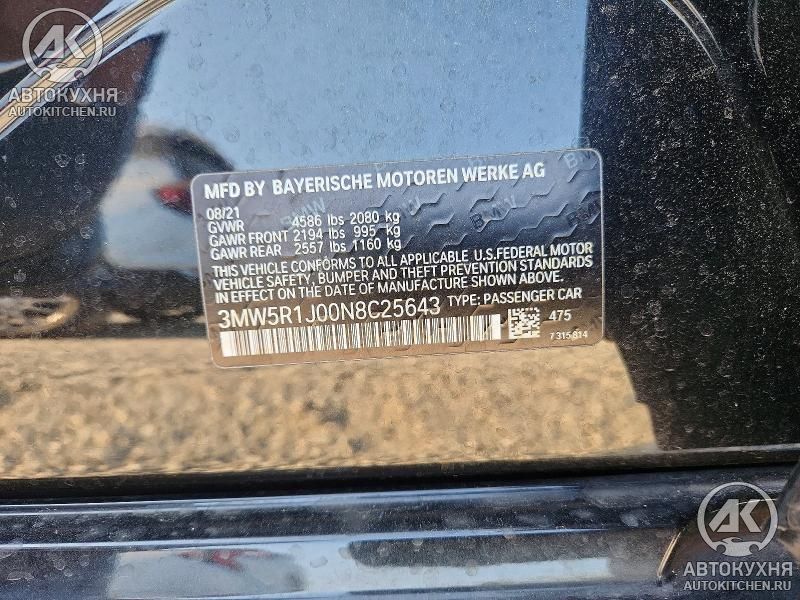 AK
АВТОКУХНЯ
AUTOKITCHEN.RU
MFD BY BAYERISCHE MOTOREN WERKE AG
08/21
GVWR 4586 lbs 2080 kg
GAWR FRONT 2194 lbs 995 kg
GAWR REAR 2557 lbs 1160 kg
THIS VEHICLE CONFORMS TO ALL APPLICABLE U.S.FEDERAL MOTOR
VEHICLE SAFETY, BUMPER AND THEFT PREVENTION STANDARDS
IN EFFECT ON THE DATE OF MANUFACTURE SHOWN ABOVE.
3MW5R1J00N8C25643 TYPE: PASSENGER CAR
475
7315814
AK
АВТОКУХНЯ
AUTOKITCHEN.RU